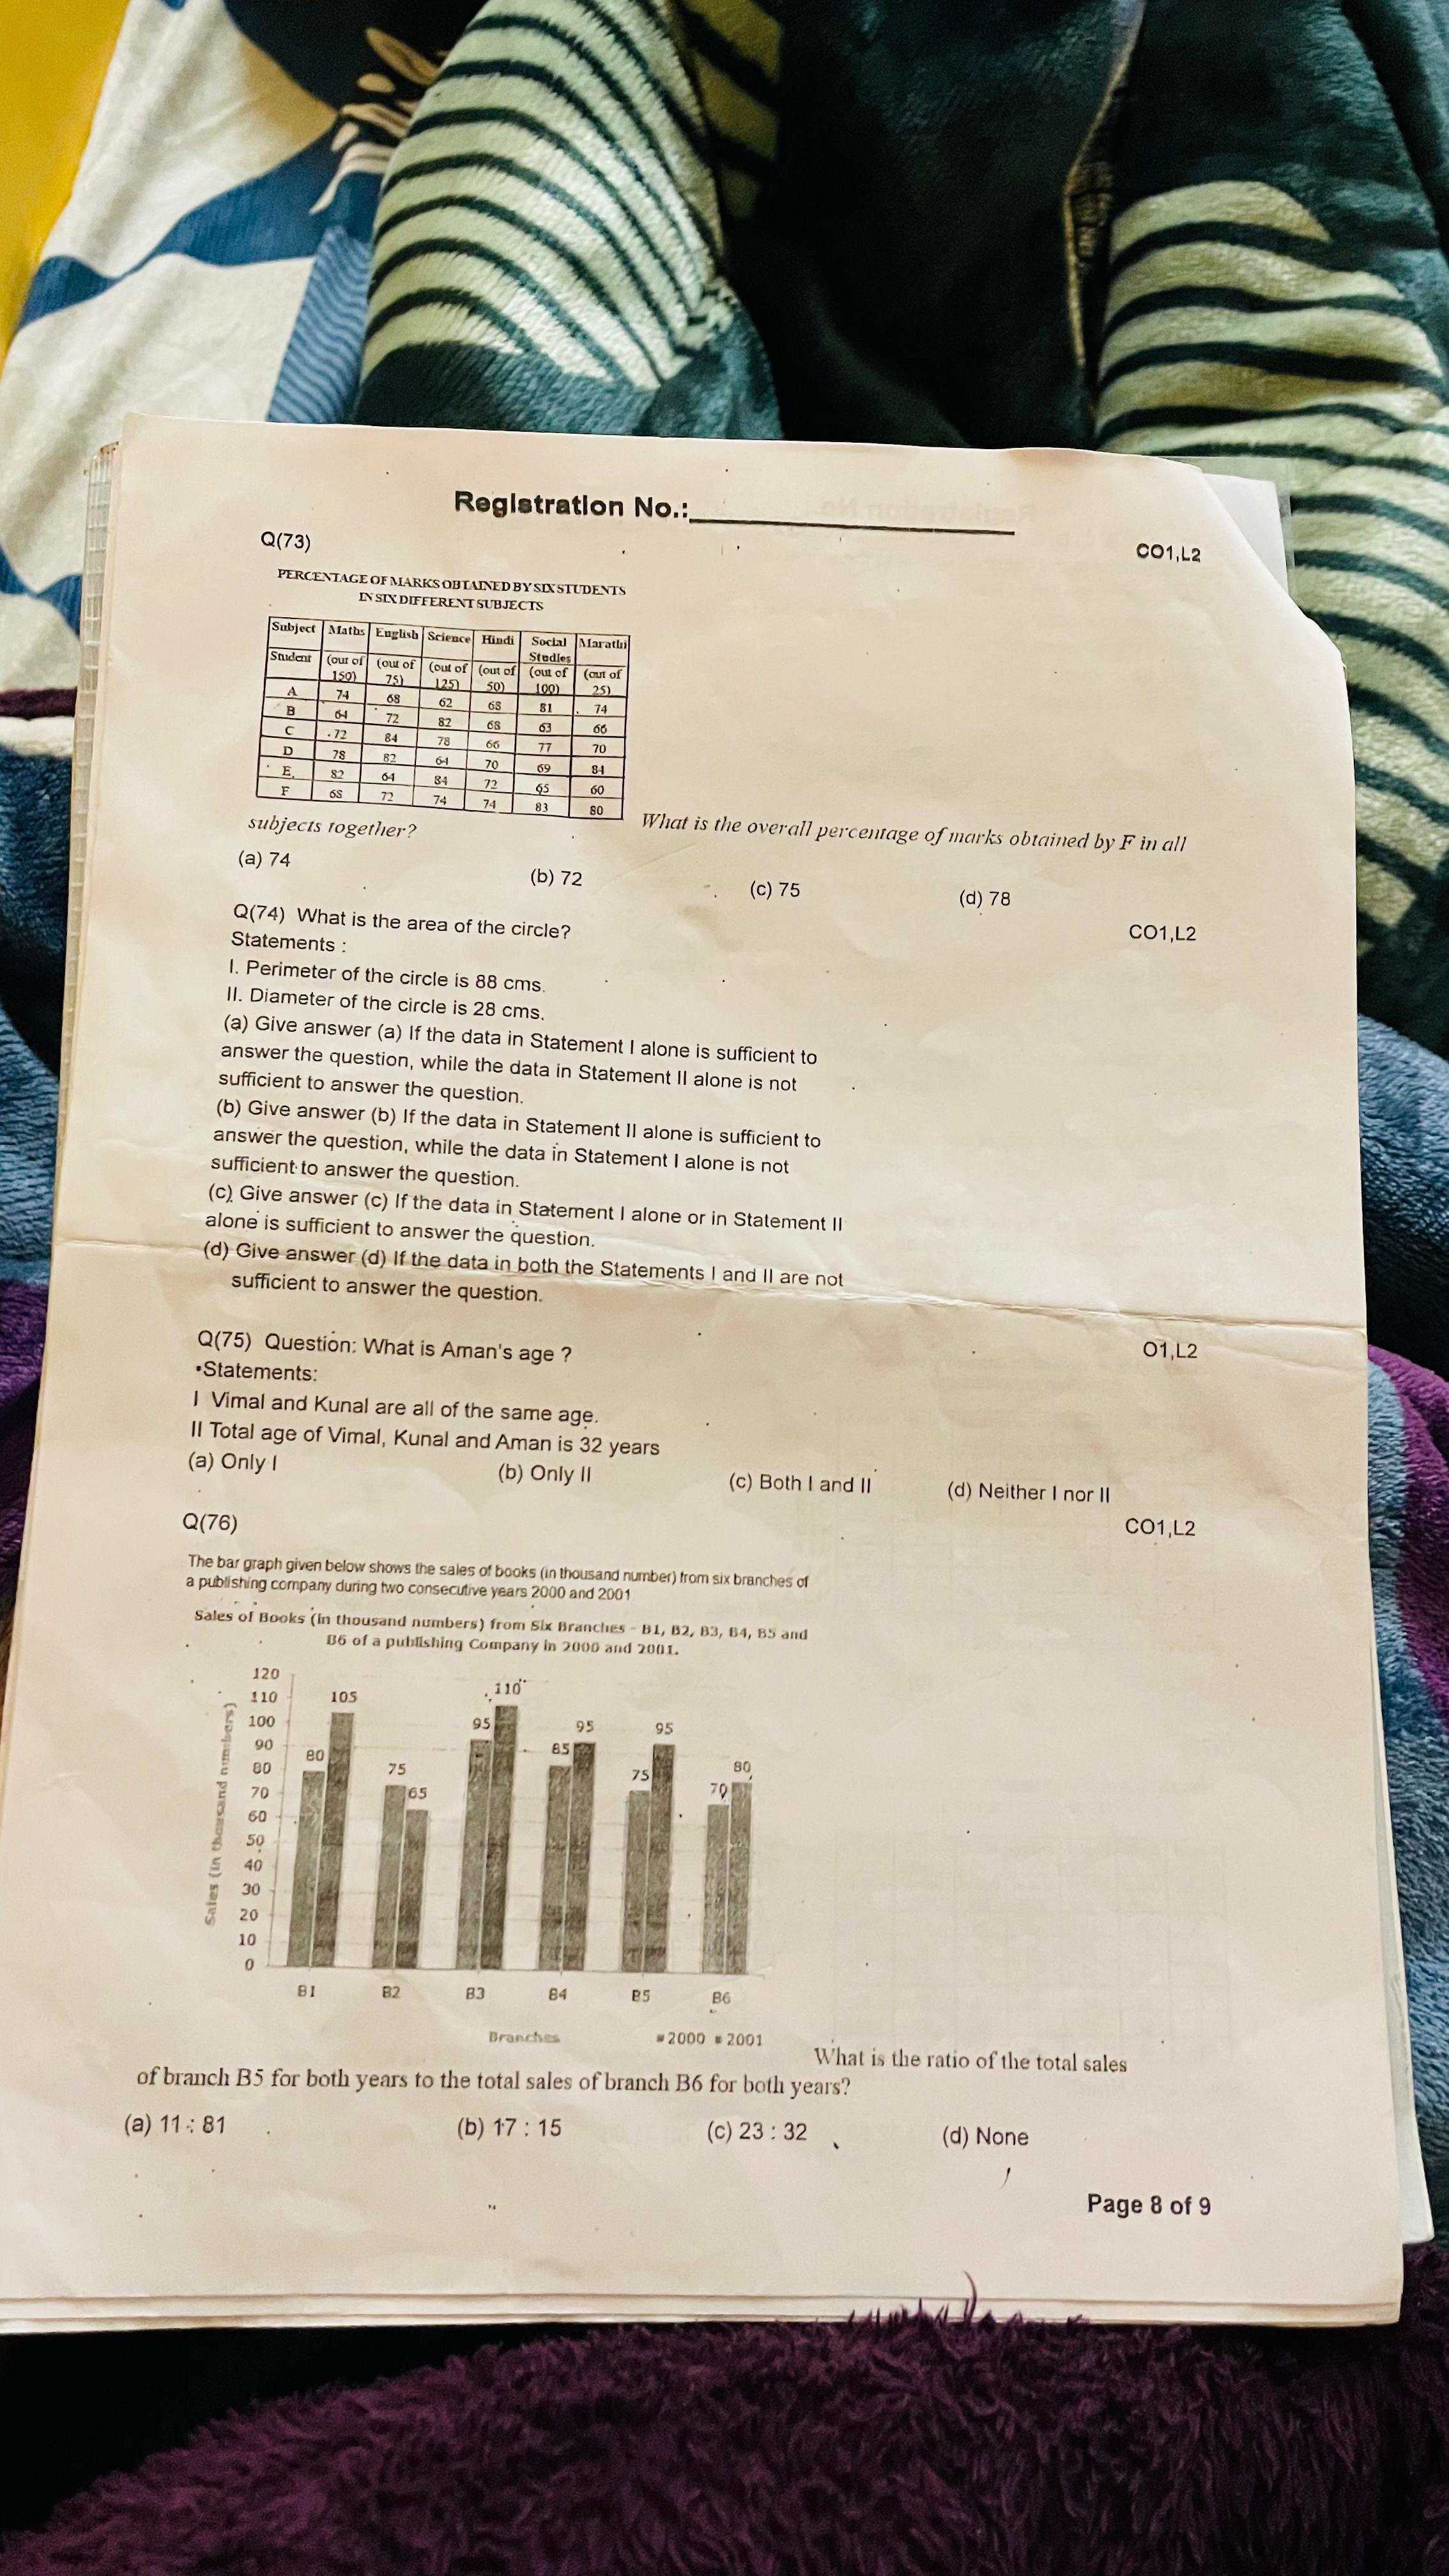 Registration No.:
Q(73) CO1,L2
PERCENTAGE OF MARKS OBTAINED BY SIX STUDENTS
IN SIX DIFFERENT SUBJECTS
Subject Maths English Science Hindi Social Studies Marathi
Student (out of 150) (out of 75) (out of 125) (out of 50) (out of 100) (out of 25)
A 74 68 62 68 81 74
B 64 72 82 68 63 66
C 72 84 78 66 77 70
D 78 82 64 70 69 84
E 82 64 84 72 65 60
F 68 72 74 74 83 80
What is the overall percentage of marks obtained by F in all
subjects together?
(a) 74 (b) 72 (c) 75 (d) 78
Q(74) What is the area of the circle? CO1,L2
Statements :
I. Perimeter of the circle is 88 cms.
II. Diameter of the circle is 28 cms.
(a) Give answer (a) If the data in Statement I alone is sufficient to
answer the question, while the data in Statement II alone is not
sufficient to answer the question.
(b) Give answer (b) If the data in Statement II alone is sufficient to
answer the question, while the data in Statement I alone is not
sufficient to answer the question.
(c) Give answer (c) If the data in Statement I alone or in Statement II
alone is sufficient to answer the question.
(d) Give answer (d) If the data in both the Statements I and II are not
sufficient to answer the question.
Q(75) Question: What is Aman's age ? O1,L2
•Statements:
I Vimal and Kunal are all of the same age.
II Total age of Vimal, Kunal and Aman is 32 years
(a) Only I (b) Only II (c) Both I and II (d) Neither I nor II
Q(76) CO1,L2
The bar graph given below shows the sales of books (in thousand number) from six branches of
a publishing company during two consecutive years 2000 and 2001
Sales of Books (in thousand numbers) from Six Branches - B1, B2, B3, B4, B5 and
B6 of a publishing Company in 2000 and 2001.
Sales (in thousand numbers)
120
110
100
90
80
70
60
50
40
30
20
10
0
80 105 75 65 95 110 85 95 75 95 70 80
B1 B2 B3 B4 B5 B6
Branches 2000 2001
What is the ratio of the total sales
of branch B5 for both years to the total sales of branch B6 for both years?
(a) 11 : 81 (b) 17 : 15 (c) 23 : 32 (d) None
Page 8 of 9